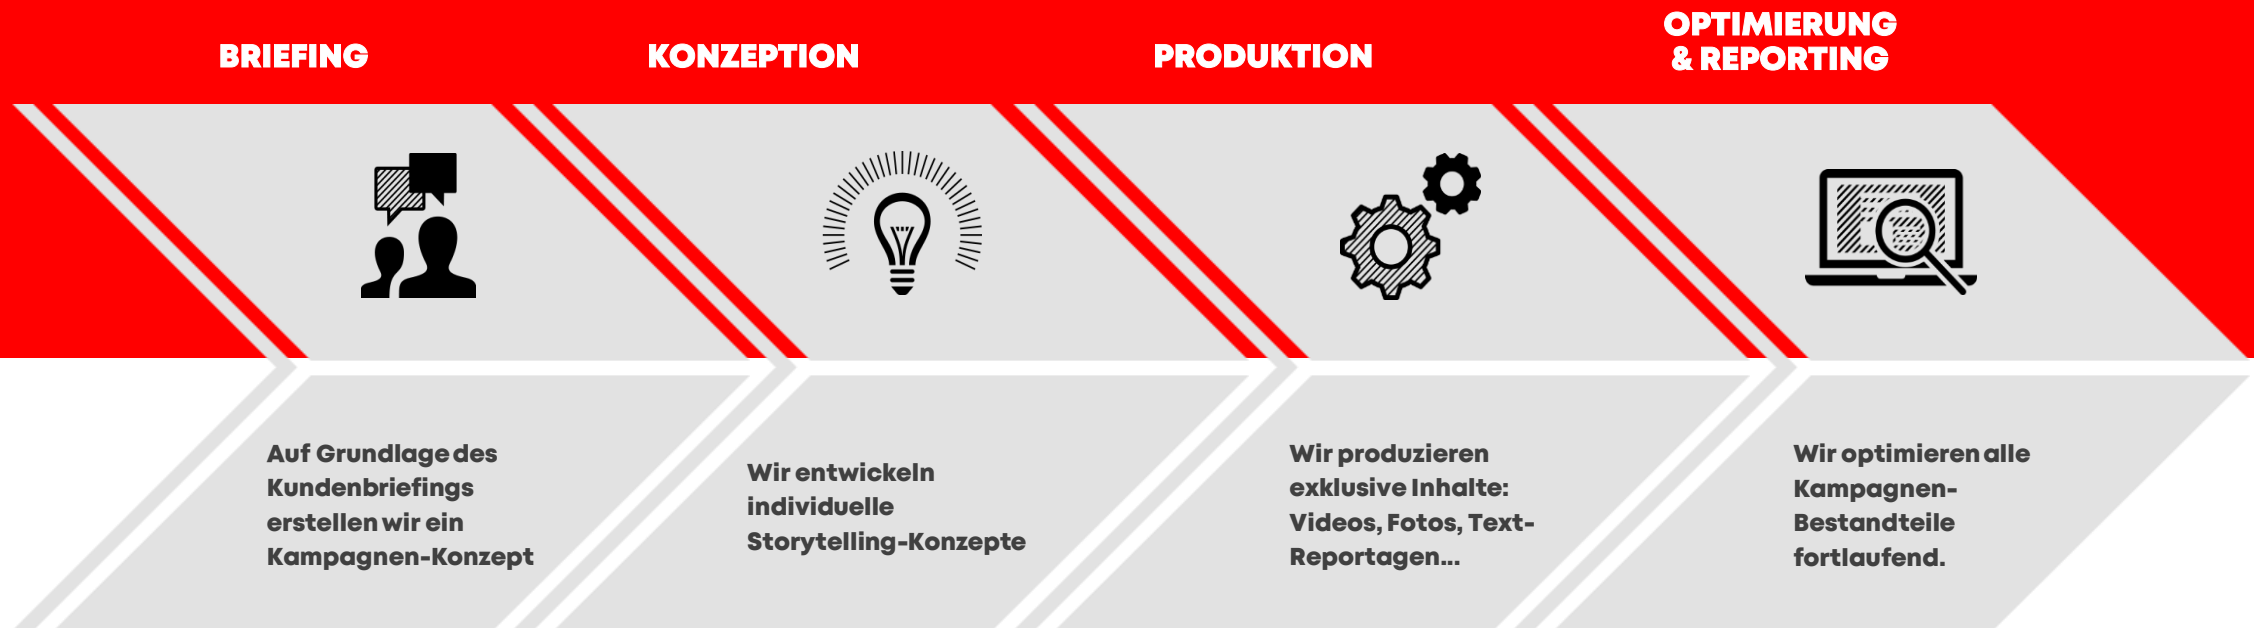 BRIEFING
KONZEPTION
PRODUKTION
OPTIMIERUNG
& REPORTING
Auf Grundlage des
Kundenbriefings
erstellen wir ein
Kampagnen-Konzept
Wir entwickeln
individuelle
Storytelling-Konzepte
Wir produzieren
exklusive Inhalte:
Videos, Fotos, Text-
Reportagen...
Wir optimieren alle
Kampagnen-
Bestandteile
fortlaufend.